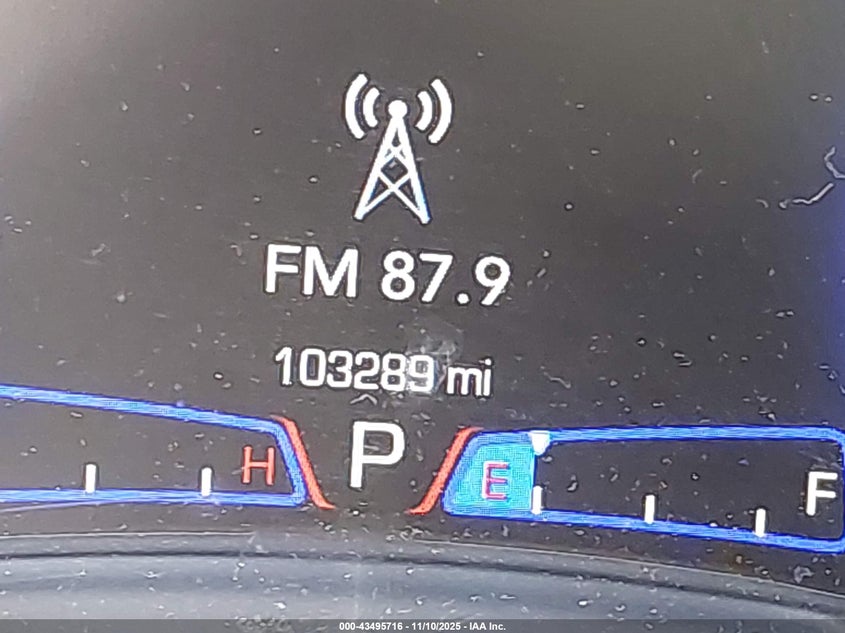 FM 87.9
103289 mi
H P E F
000-43495716 - 11/10/2025 - IAA Inc.